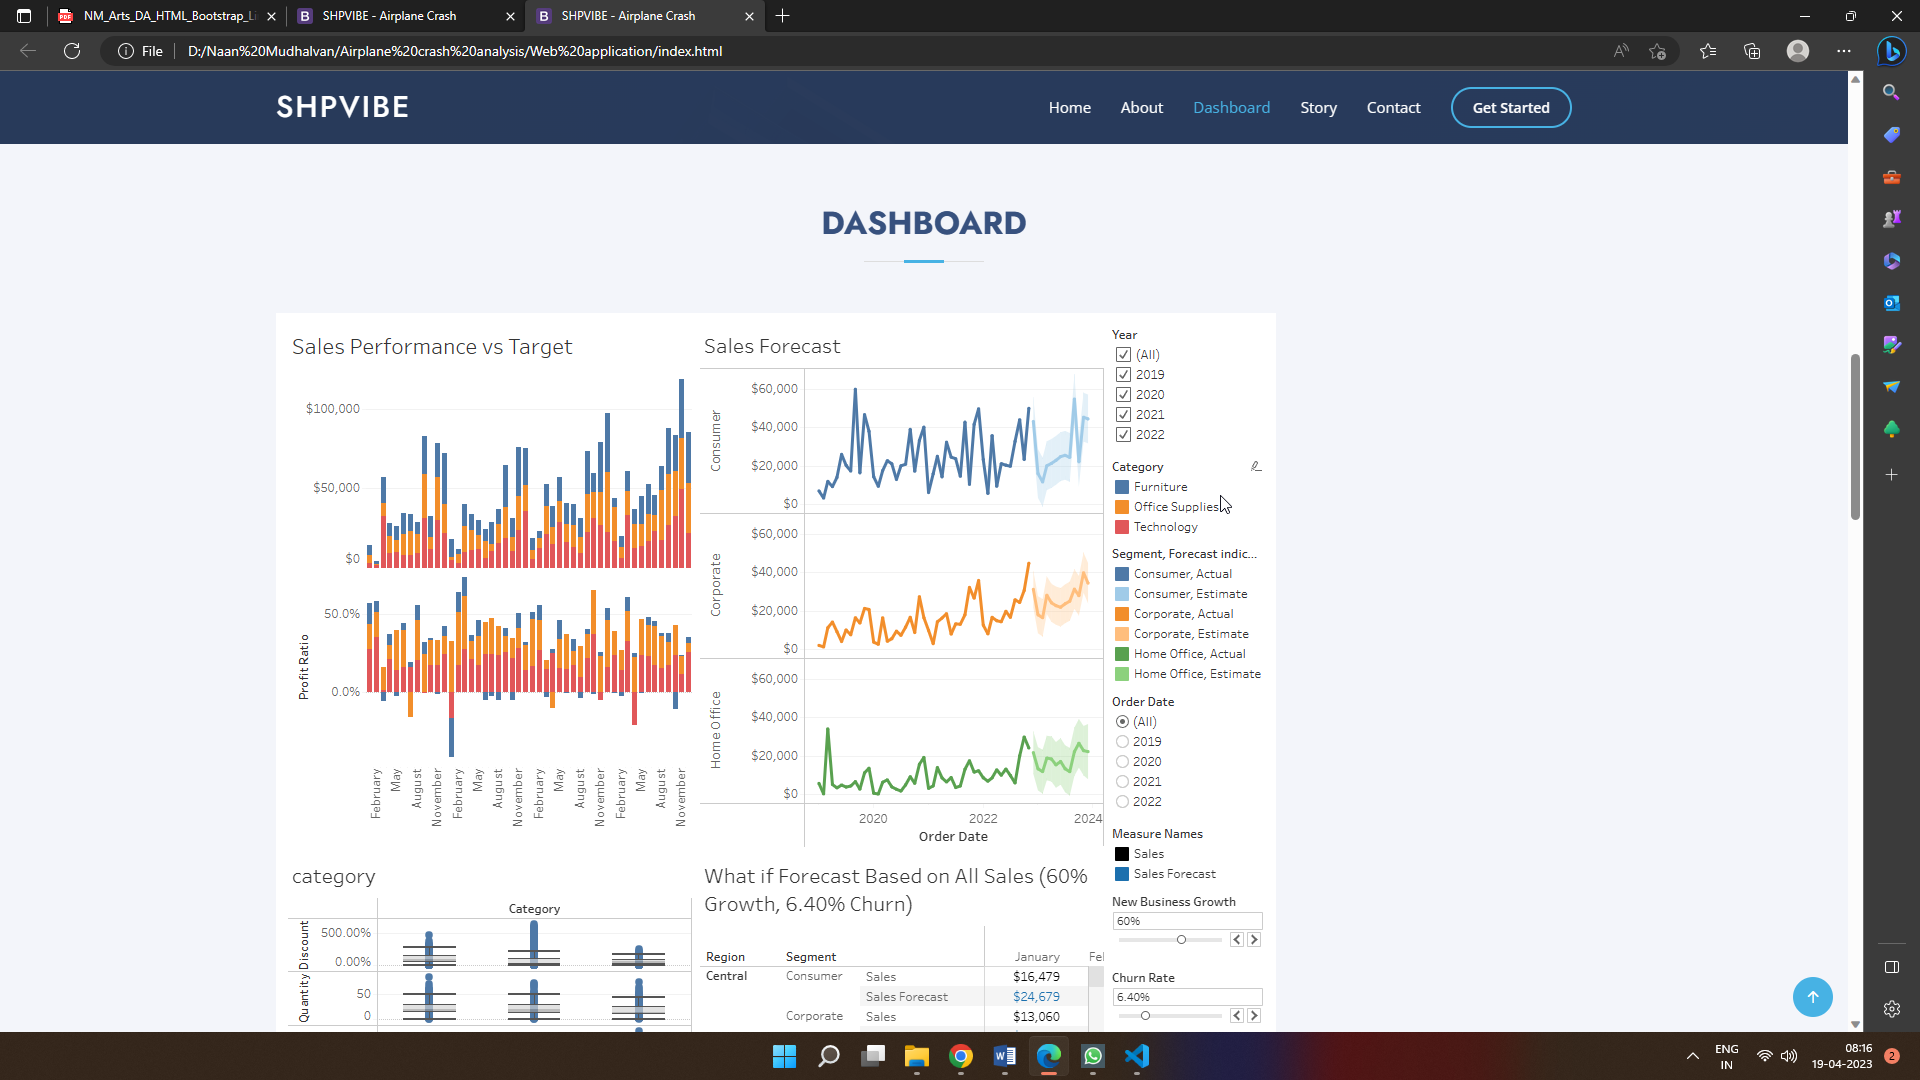 NM_Arts_DA_HTML_Bootstrap_Li
SHPVIBE - Airplane Crash
SHPVIBE - Airplane Crash
File
D:/Naan%20Mudhalvan/Airplane%20crash%20analysis/Web%20application/index.html
SHPVIBE
Home
About
Dashboard
Story
Contact
Get Started
DASHBOARD
Sales Performance vs Target
$100,000
$50,000
$0
50.0%
0.0%
Profit Ratio
February
May
August
November
February
May
August
November
February
May
August
November
February
May
August
November
Sales Forecast
Consumer
$60,000
$40,000
$20,000
$0
Corporate
$60,000
$40,000
$20,000
$0
Home Office
$60,000
$40,000
$20,000
$0
2020
2022
2024
Order Date
Year
(All)
2019
2020
2021
2022
Category
Furniture
Office Supplies
Technology
Segment, Forecast indic...
Consumer, Actual
Consumer, Estimate
Corporate, Actual
Corporate, Estimate
Home Office, Actual
Home Office, Estimate
Order Date
(All)
2019
2020
2021
2022
Measure Names
Sales
Sales Forecast
New Business Growth
60%
Churn Rate
6.40%
category
Category
Discount
500.00%
0.00%
Quantity
50
0
What if Forecast Based on All Sales (60%
Growth, 6.40% Churn)
Region Segment January Fel
Central Consumer Sales $16,479
Sales Forecast $24,679
Corporate Sales $13,060
ENG
IN
08:16
19-04-2023
2